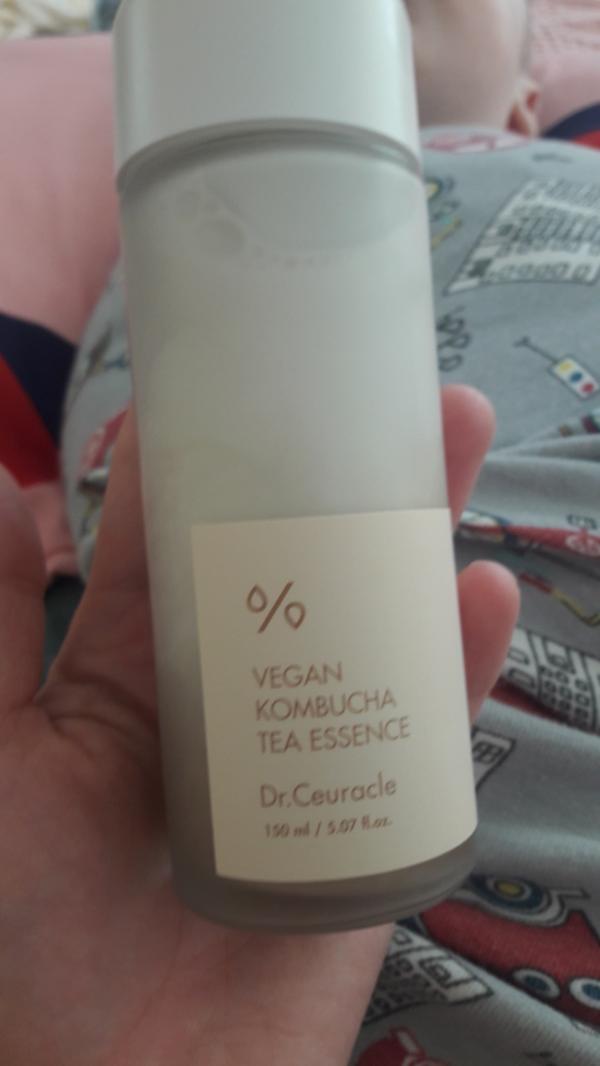 %
VEGAN
KOMBUCHA
TEA ESSENCE
Dr.Ceuracle
150 ml / 5.07 fl.oz.